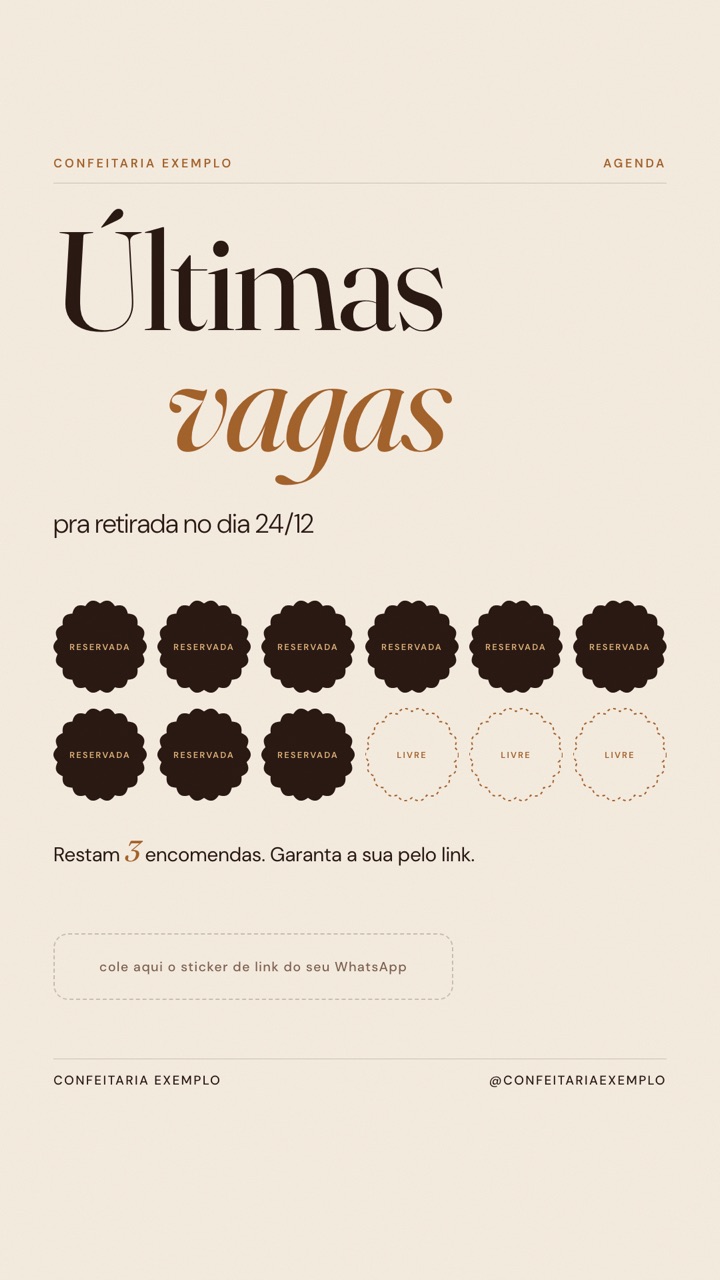 CONFEITARIA EXEMPLO AGENDA
Últimas
vagas
pra retirada no dia 24/12
RESERVADA RESERVADA RESERVADA RESERVADA RESERVADA RESERVADA
RESERVADA RESERVADA RESERVADA LIVRE LIVRE LIVRE
Restam 3 encomendas. Garanta a sua pelo link.
cole aqui o sticker de link do seu WhatsApp
CONFEITARIA EXEMPLO @CONFEITARIAEXEMPLO